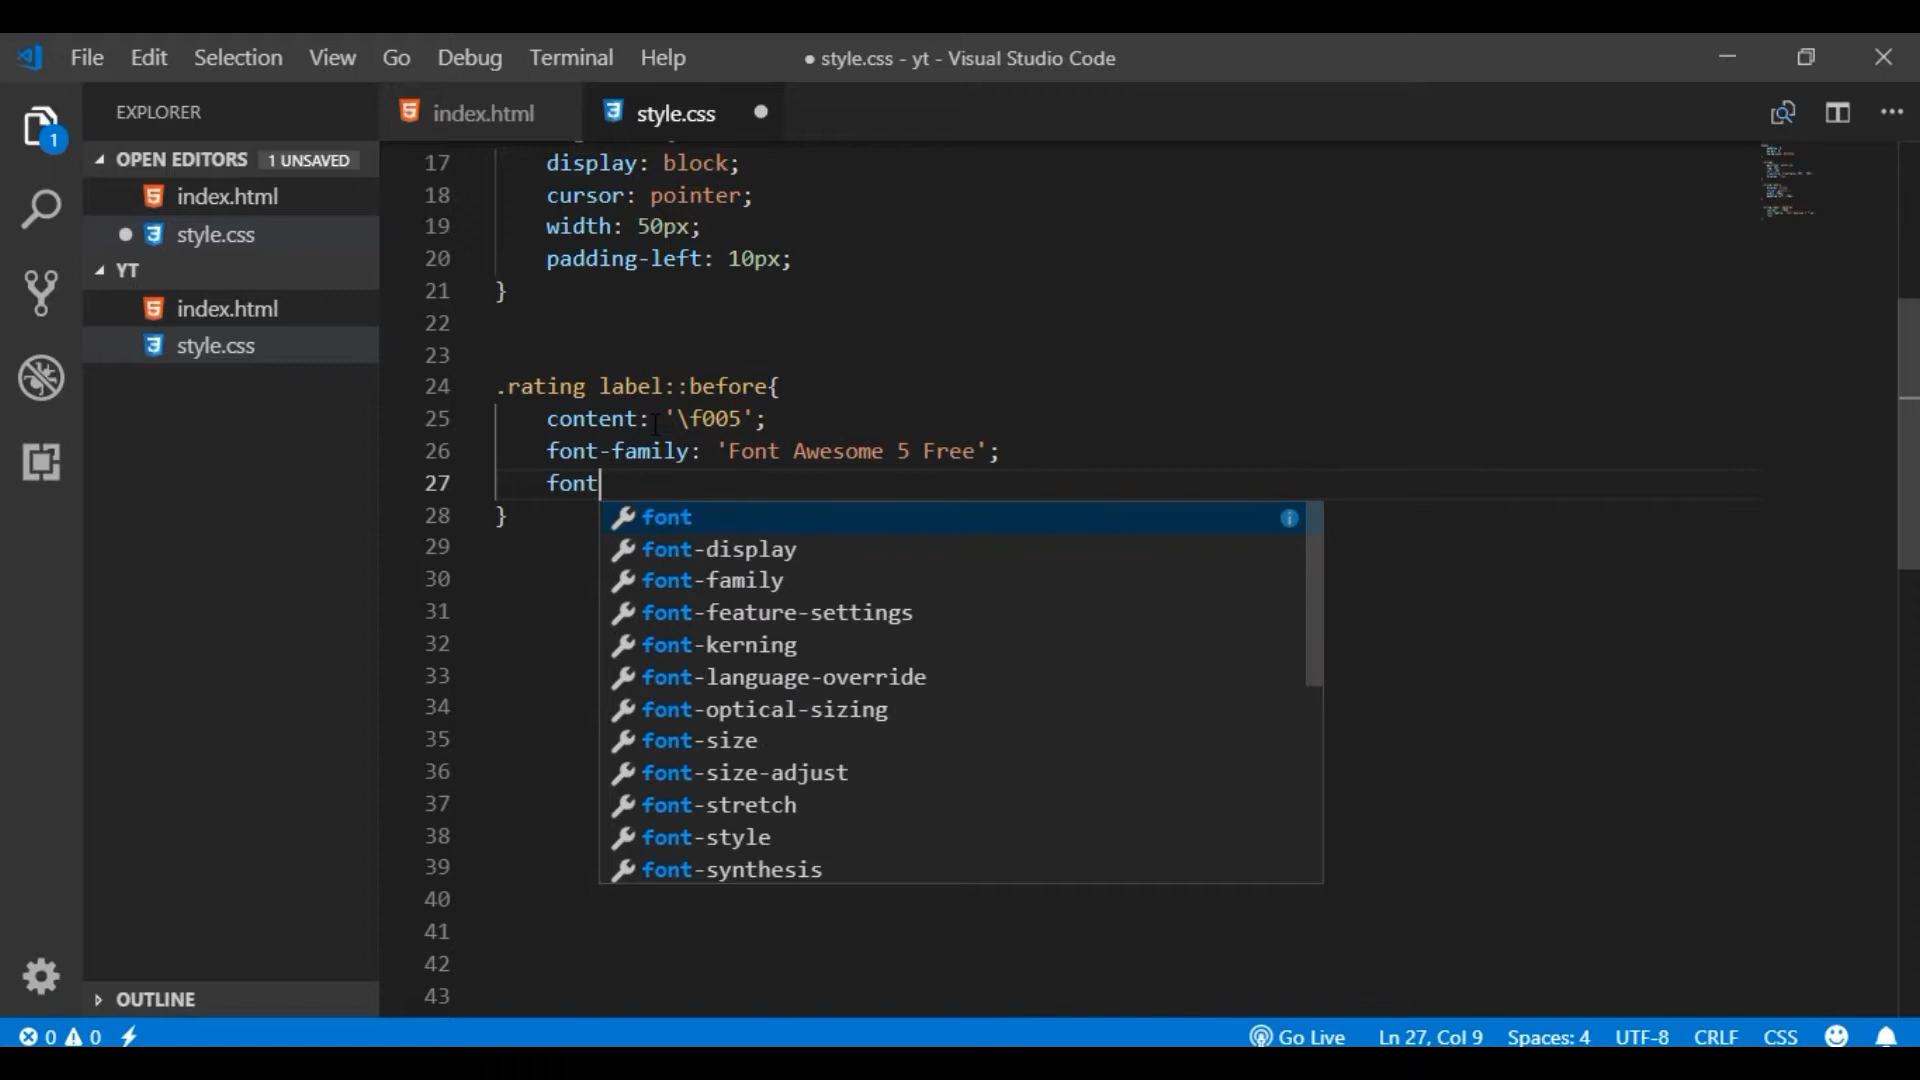 File Edit Selection View Go Debug Terminal Help
● style.css - yt - Visual Studio Code
EXPLORER
index.html
style.css
1
OPEN EDITORS 1 UNSAVED
index.html
style.css
YT
index.html
style.css
OUTLINE
17 display: block;
18 cursor: pointer;
19 width: 50px;
20 padding-left: 10px;
21 }
22
23
24 .rating label::before{
25 content: '\f005';
26 font-family: 'Font Awesome 5 Free';
27 font
28 }
29
30
31
32
33
34
35
36
37
38
39
40
41
42
43
font
font-display
font-family
font-feature-settings
font-kerning
font-language-override
font-optical-sizing
font-size
font-size-adjust
font-stretch
font-style
font-synthesis
0 0 Go Live Ln 27, Col 9 Spaces: 4 UTF-8 CRLF CSS